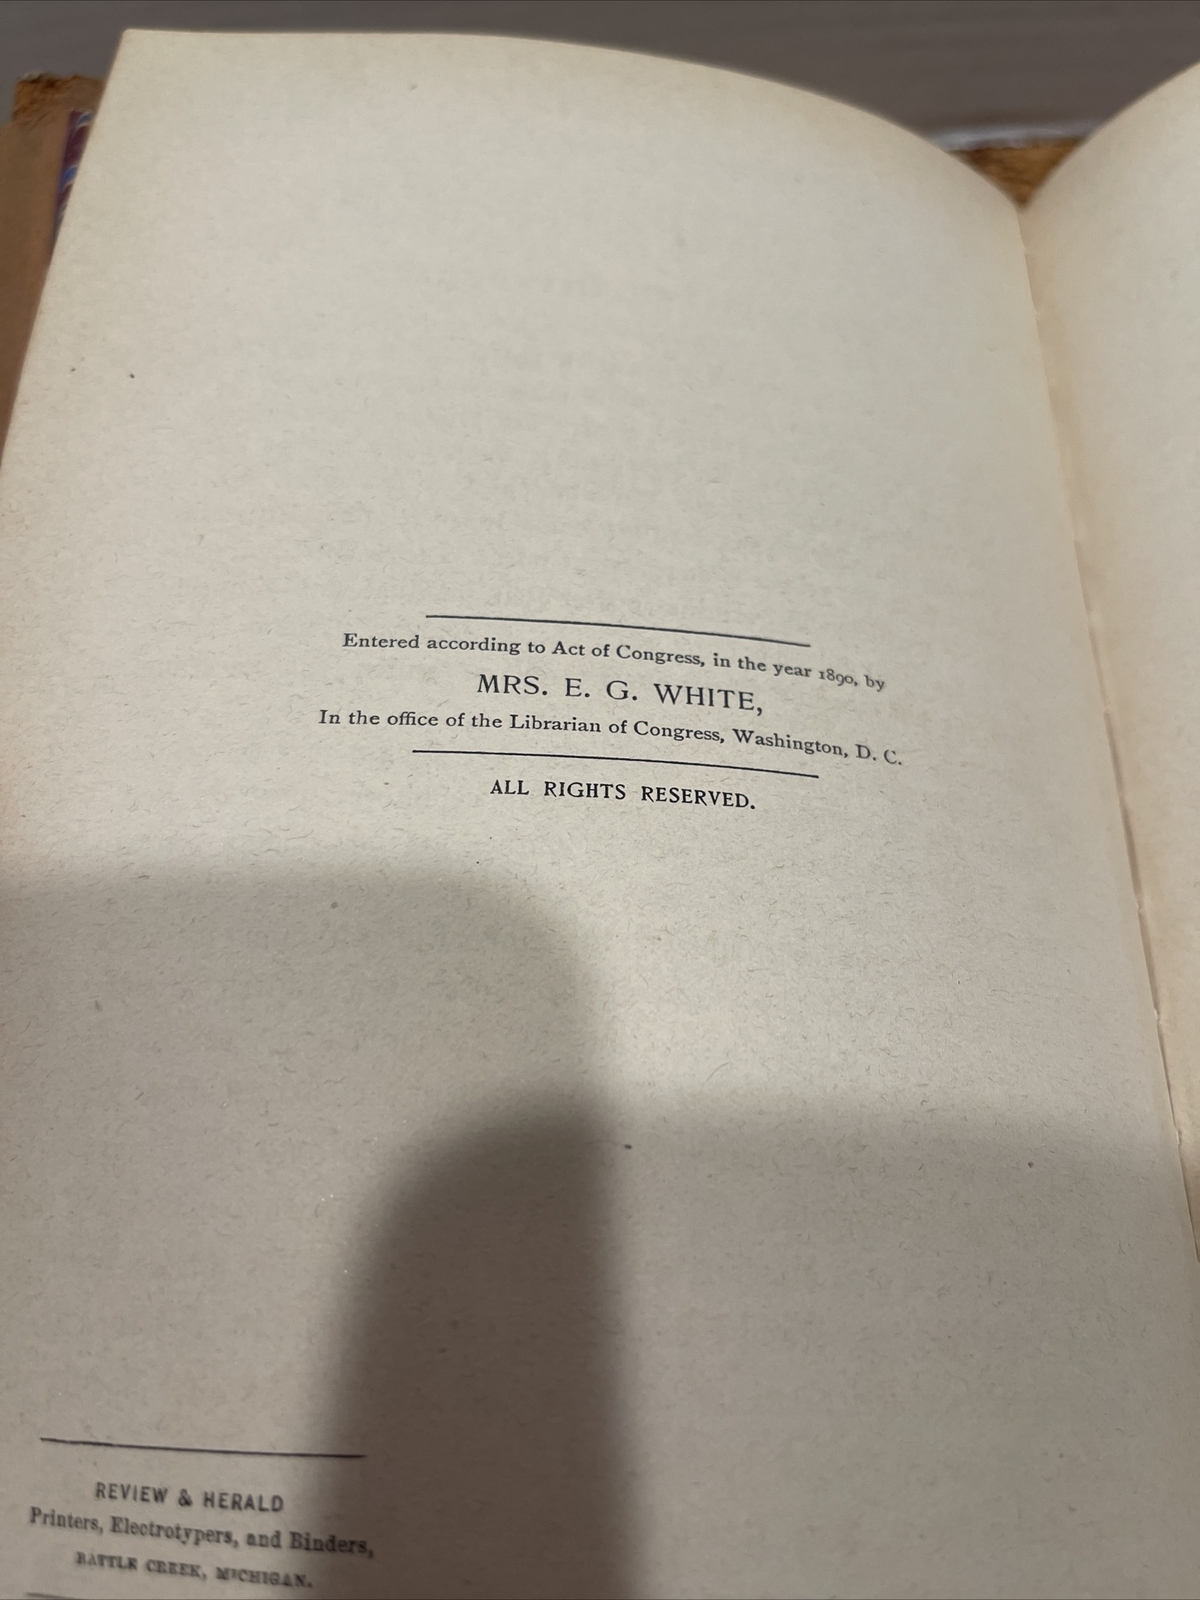 Entered according to Act of Congress, in the year 1890, by
MRS. E. G. WHITE,
In the office of the Librarian of Congress, Washington, D. C.
ALL RIGHTS RESERVED.
REVIEW & HERALD
Printers, Electrotypers, and Binders,
BATTLE CREEK, MICHIGAN.